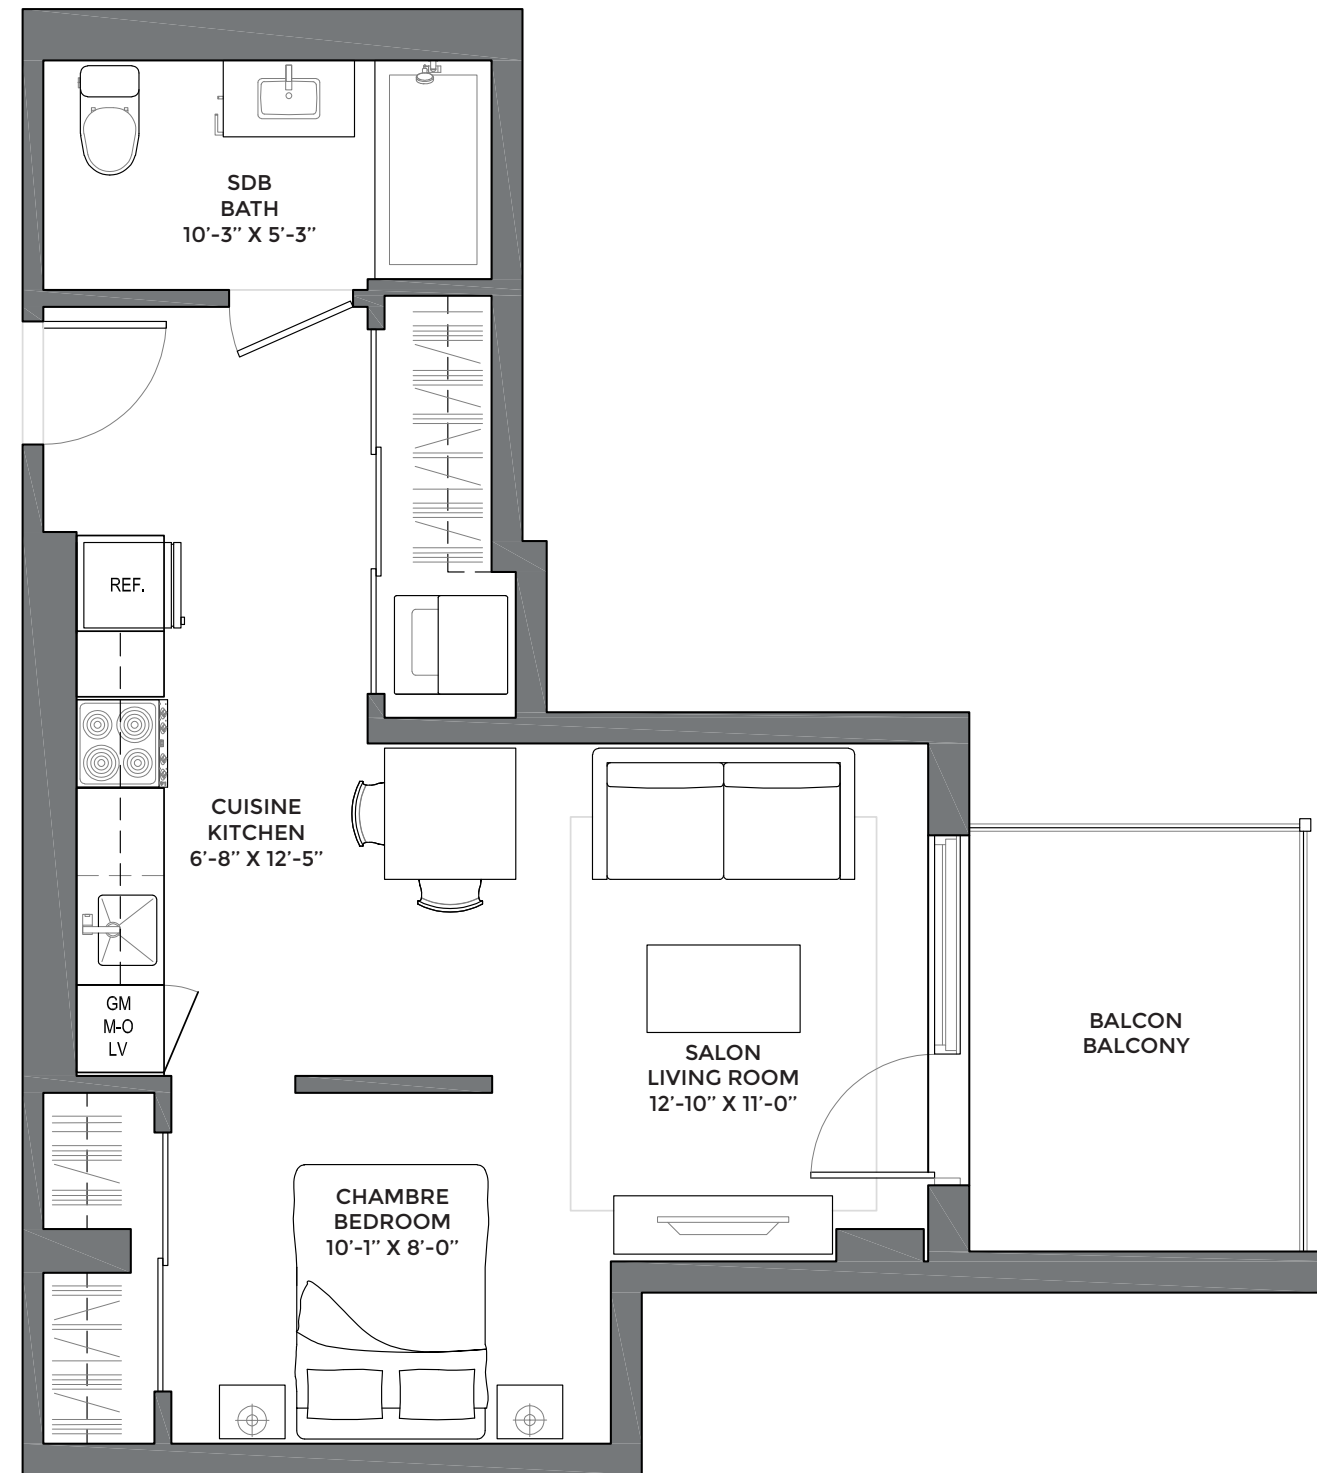 SDB
BATH
10’-3” X 5’-3”
REF.
CUISINE
KITCHEN
6’-8” X 12’-5”
GM
M-O
LV
SALON
LIVING ROOM
12’-10” X 11’-0”
BALCON
BALCONY
CHAMBRE
BEDROOM
10’-1” X 8’-0”